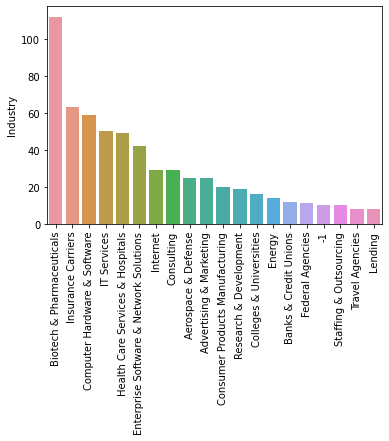 100
80
60
40
20
0
Industry
Biotech & Pharmaceuticals
Insurance Carriers
Computer Hardware & Software
IT Services
Health Care Services & Hospitals
Enterprise Software & Network Solutions
Internet
Consulting
Aerospace & Defense
Advertising & Marketing
Consumer Products Manufacturing
Research & Development
Colleges & Universities
Energy
Banks & Credit Unions
Federal Agencies
-1
Staffing & Outsourcing
Travel Agencies
Lending